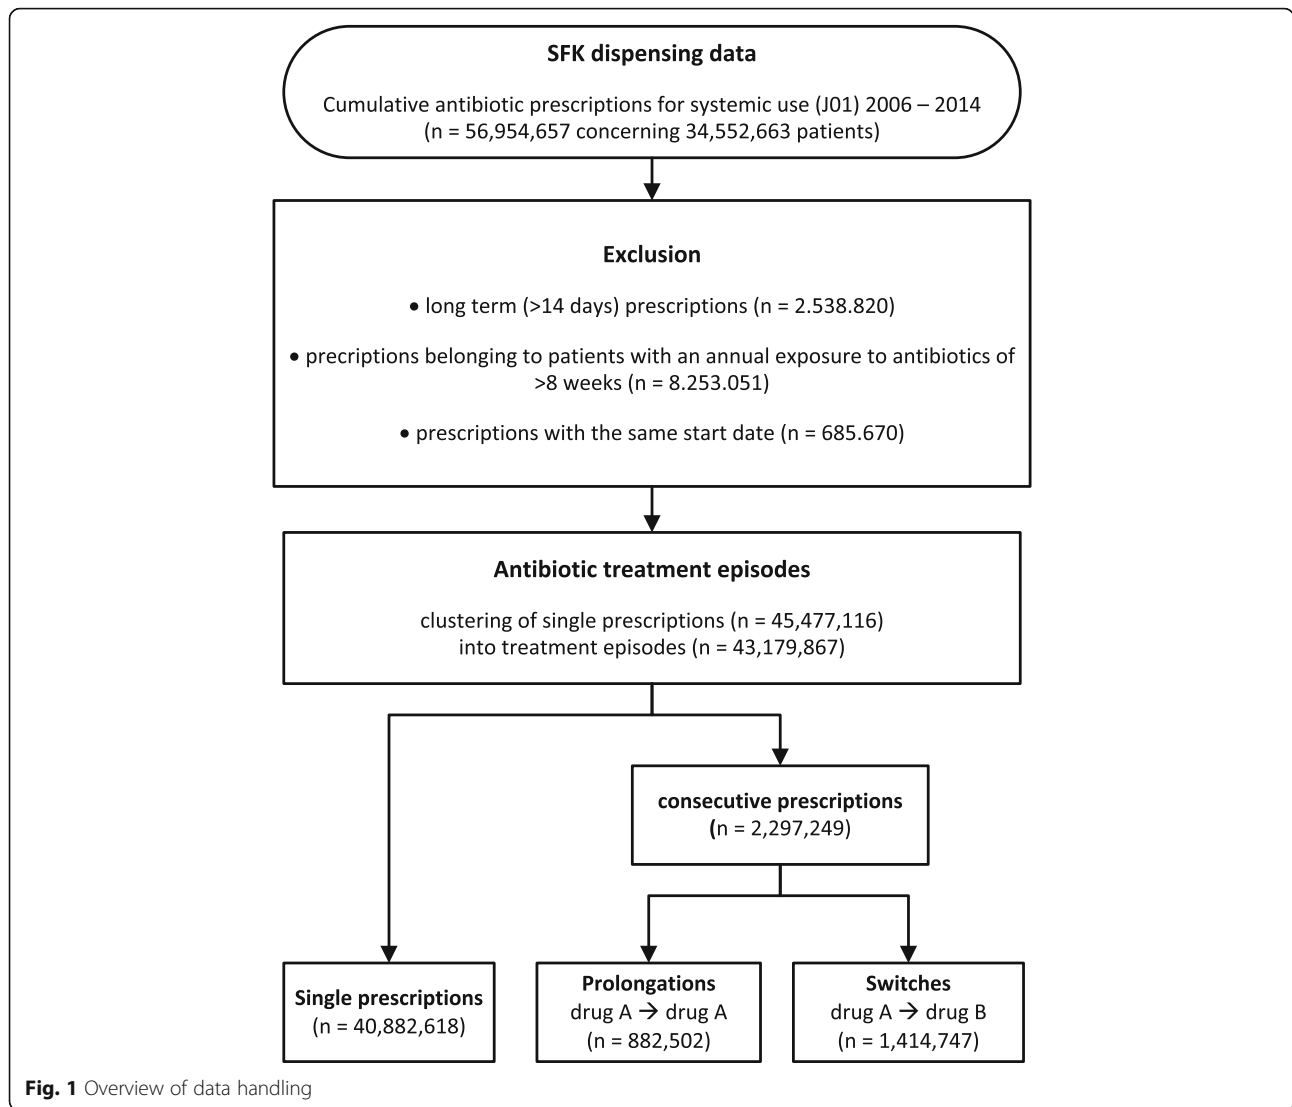 SFK dispensing data
Cumulative antibiotic prescriptions for systemic use (J01) 2006 – 2014
(n = 56,954,657 concerning 34,552,663 patients)
Exclusion
• long term (>14 days) prescriptions (n = 2.538.820)
• precriptions belonging to patients with an annual exposure to antibiotics of
>8 weeks (n = 8.253.051)
• prescriptions with the same start date (n = 685.670)
Antibiotic treatment episodes
clustering of single prescriptions (n = 45,477,116)
into treatment episodes (n = 43,179,867)
consecutive prescriptions
(n = 2,297,249)
Single prescriptions
(n = 40,882,618)
Prolongations
drug A → drug A
(n = 882,502)
Switches
drug A → drug B
(n = 1,414,747)
Fig. 1 Overview of data handling